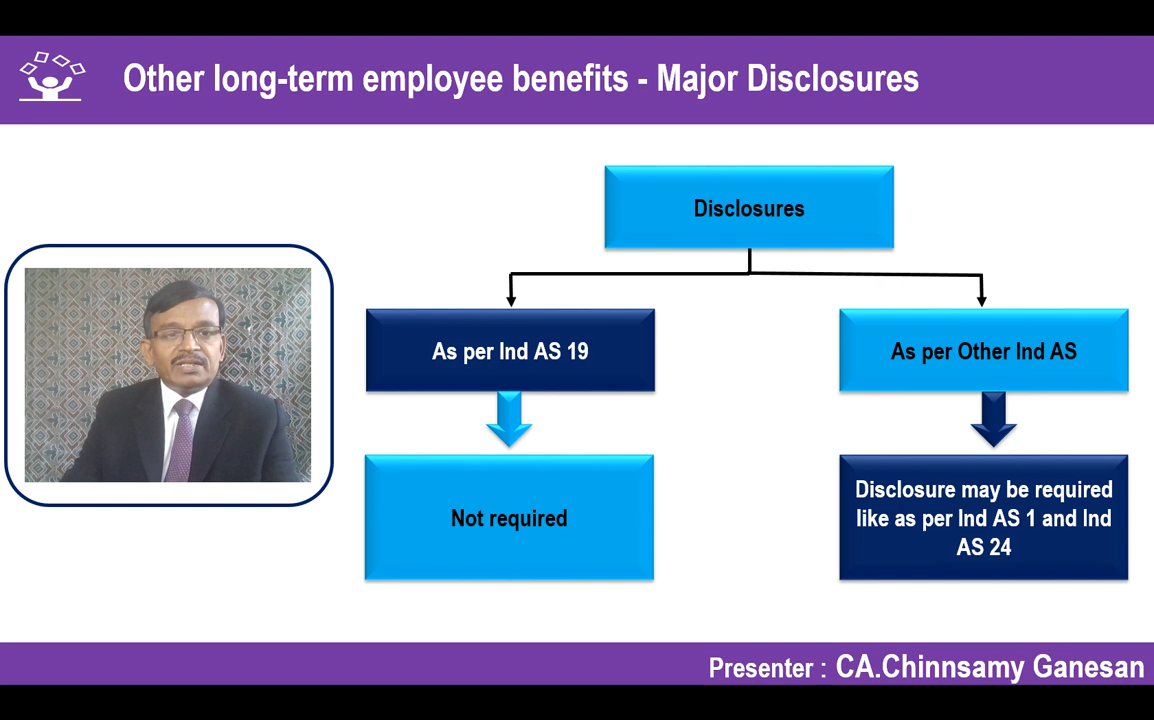 Other long-term employee benefits - Major Disclosures
Disclosures
As per Ind AS 19
As per Other Ind AS
Not required
Disclosure may be required
like as per Ind AS 1 and Ind
AS 24
Presenter : CA.Chinnsamy Ganesan